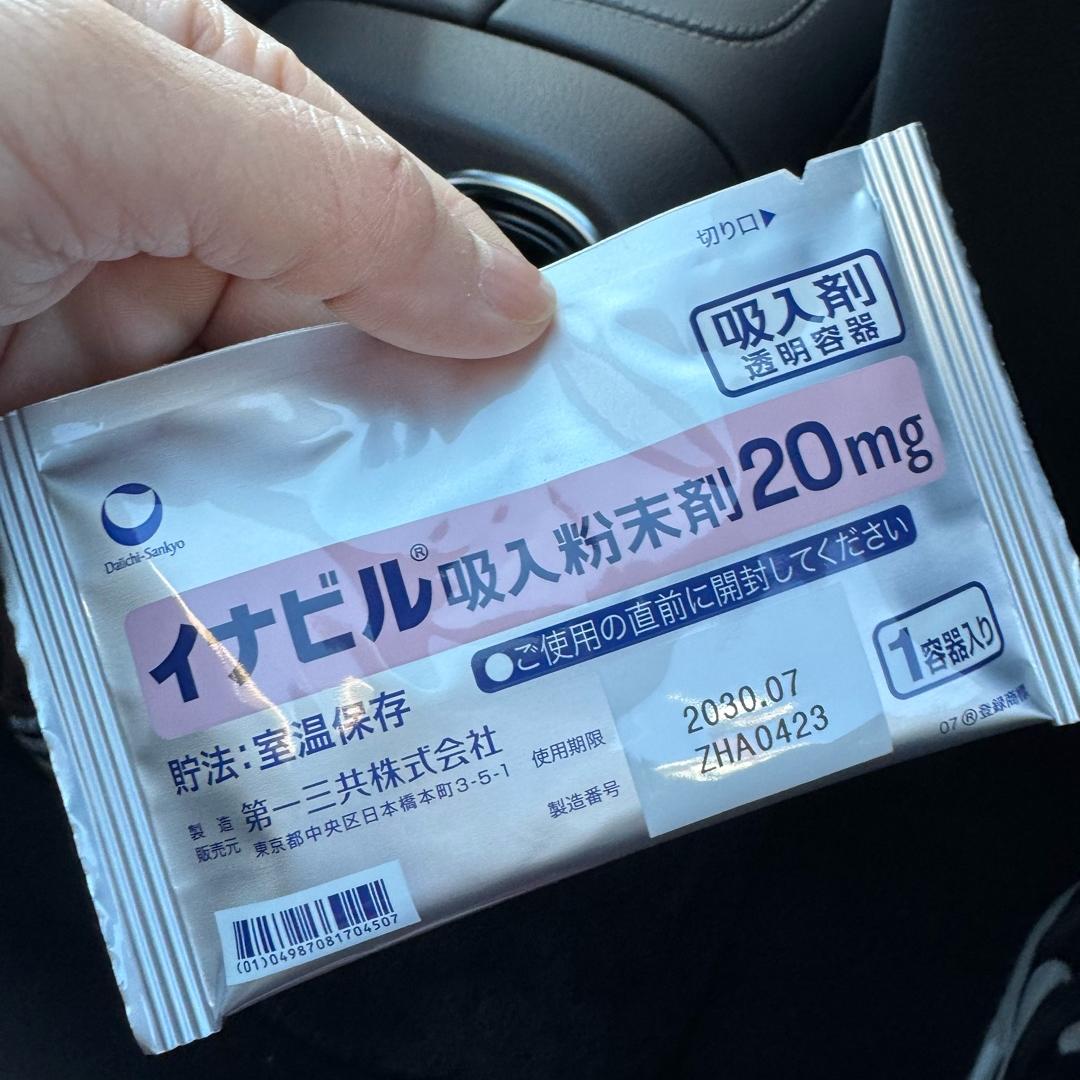 切り口▶
吸入剤
透明容器
Daiichi-Sankyo
イナビル®吸入粉末剤20mg
●ご使用の直前に開封してください
1容器入り
貯法:室温保存
製造販売元 第一三共株式会社
東京都中央区日本橋本町3-5-1
使用期限 2030.07
製造番号 ZHA0423
07®登録商標
(01)04987081704507